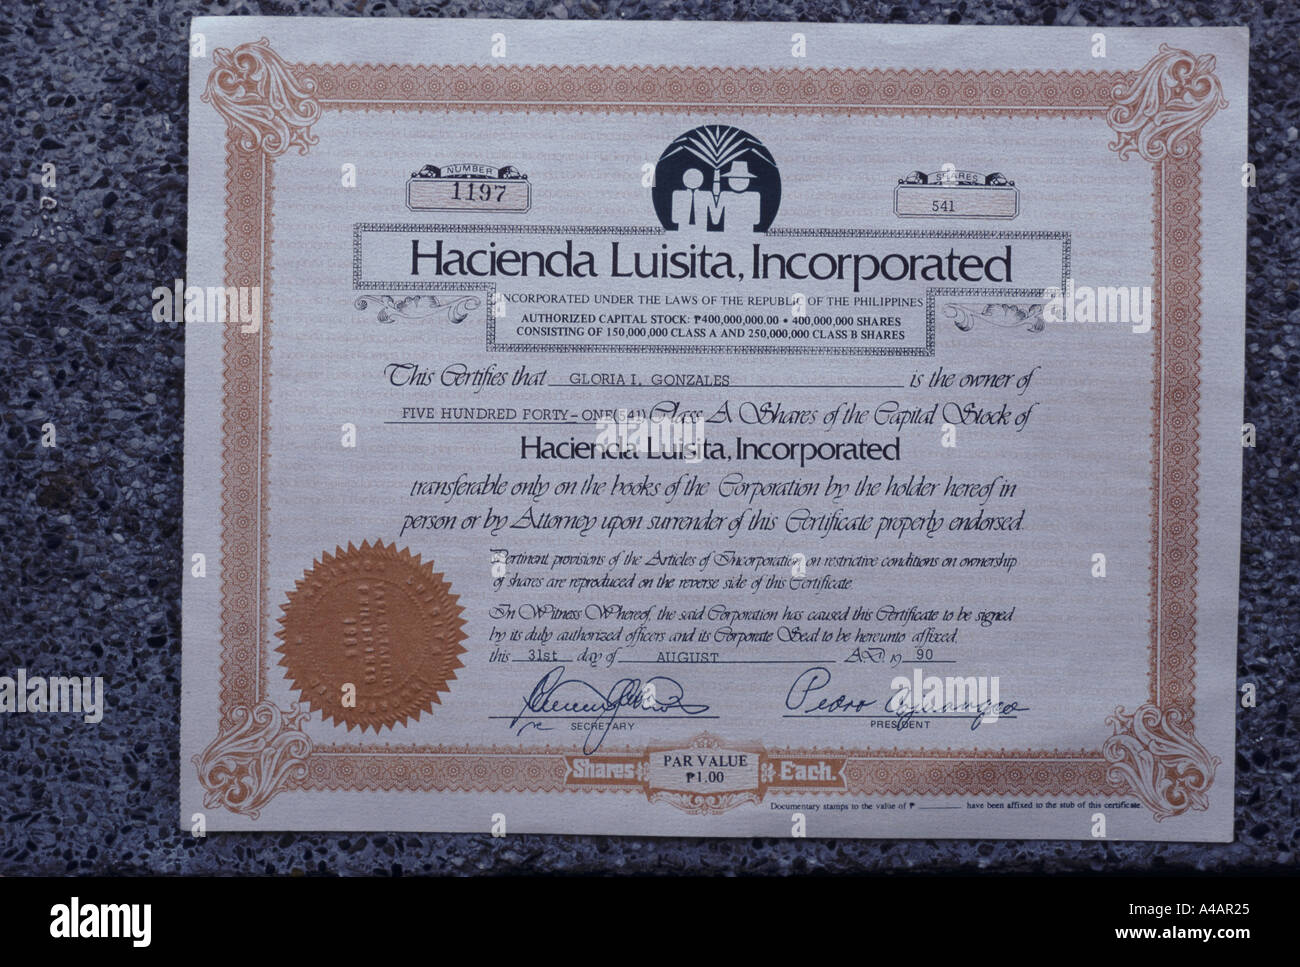 NUMBER
1197
SHARES
541
Hacienda Luisita, Incorporated
INCORPORATED UNDER THE LAWS OF THE REPUBLIC OF THE PHILIPPINES
AUTHORIZED CAPITAL STOCK: ₱400,000,000.00 • 400,000,000 SHARES
CONSISTING OF 150,000,000 CLASS A AND 250,000,000 CLASS B SHARES
This Certifies that GLORIA I. GONZALES is the owner of
FIVE HUNDRED FORTY-ONE(541) Class A Shares of the Capital Stock of
Hacienda Luisita, Incorporated
transferable only on the books of the Corporation by the holder hereof in
person or by Attorney upon surrender of this Certificate properly endorsed.
Pertinent provisions of the Articles of Incorporation on restrictive conditions on ownership
of shares are reproduced on the reverse side of this Certificate.
In Witness Whereof, the said Corporation has caused this Certificate to be signed
by its duly authorized officers and its Corporate Seal to be hereunto affixed,
this 31st day of AUGUST A.D. 19 90
Pedro Cojuangco
SECRETARY PRESIDENT
Shares PAR VALUE Each.
₱1.00
Documentary stamps to the value of ₱ have been affixed to the stub of this certificate.
a
alamy
alamy
Image ID: A4AR25
www.alamy.com